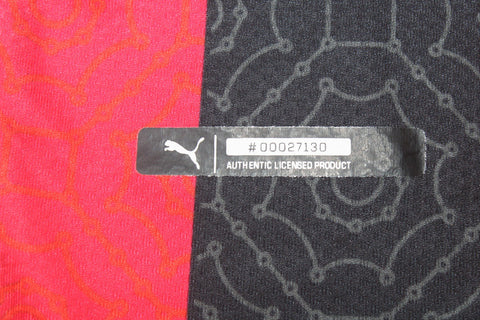 #00027130
AUTHENTIC LICENSED PRODUCT